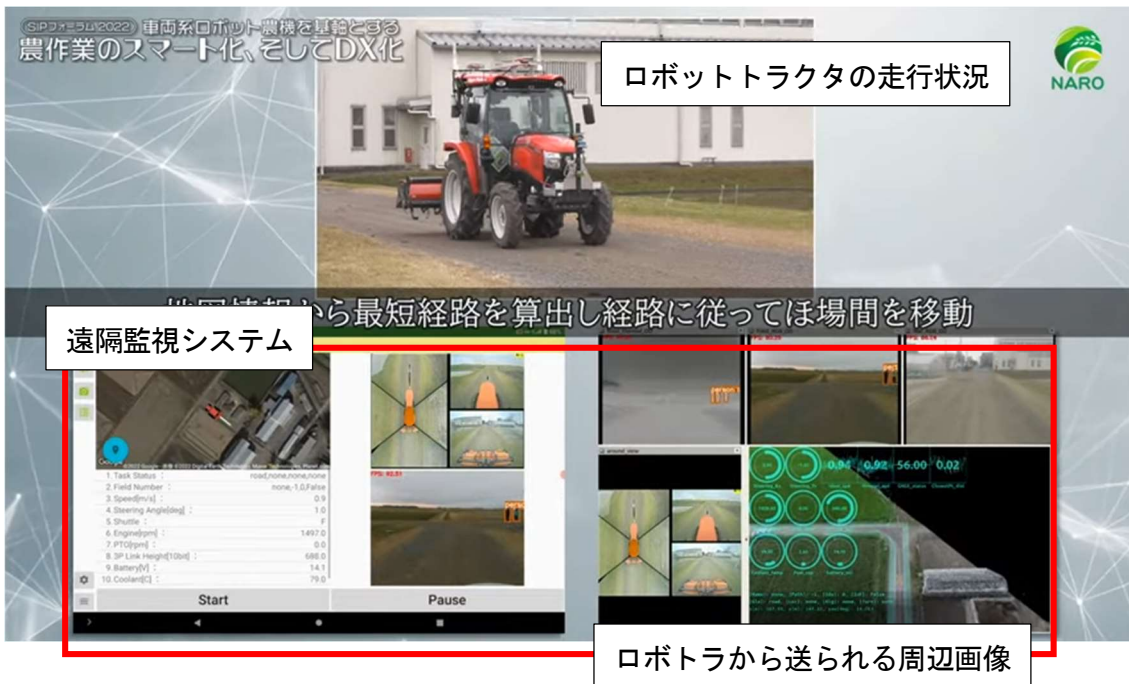 (SIPフォーラム2022) 車両系ロボット農機を基軸とする
農作業のスマート化、そしてDX化
ロボットトラクタの走行状況
NARO
から最短経路を算出し経路に従ってほ場間を移動
遠隔監視システム
1. Task Status : road,none,none,none
2. Field Number : none,-1.0,False
3. Speed[m/s] : 0.9
4. Steering Angle[deg] : 1.0
5. Shuttle : F
6. Engine[rpm] : 1497.0
7. PTO[rpm] : 0.0
8. 3P Link Height[10bit] : 688.0
9. Battery[V] : 14.1
10. Coolant[C] : 79.0
Start
Pause
FPS: 62.51
around_view
0.94 0.92 56.00 0.02
ロボトラから送られる周辺画像